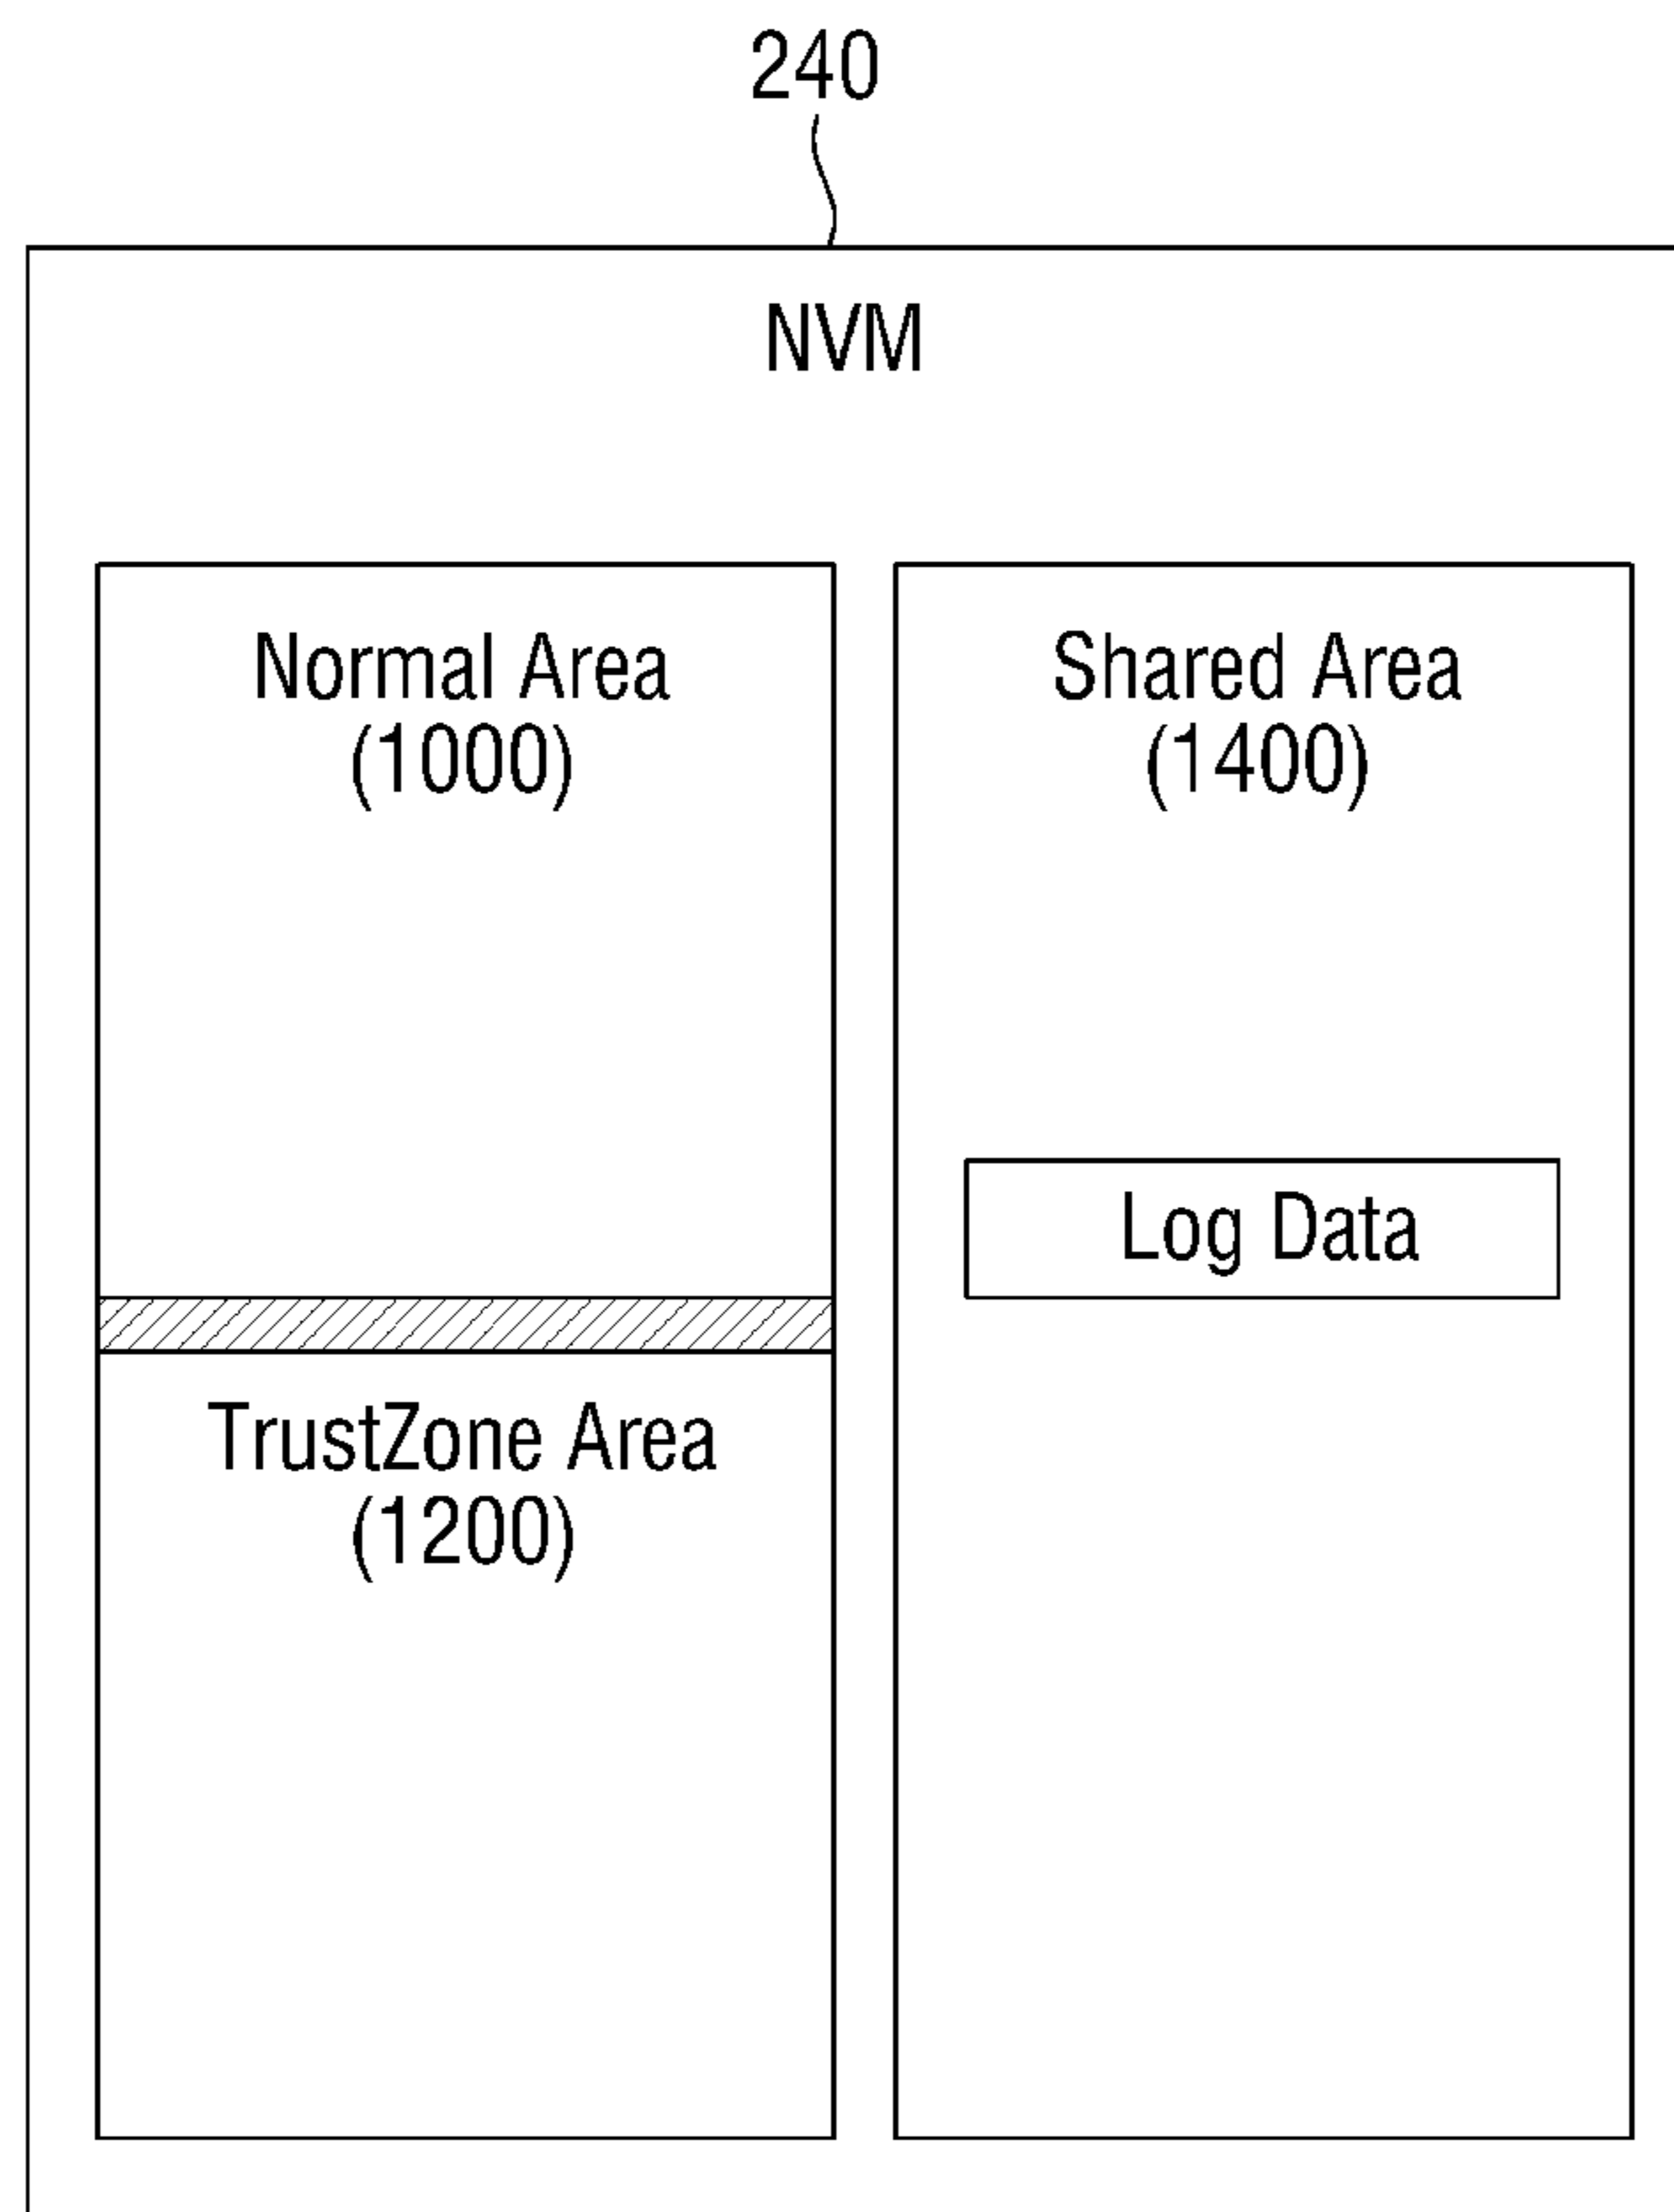 240
NVM
Normal Area
(1000)
Shared Area
(1400)
Log Data
TrustZone Area
(1200)